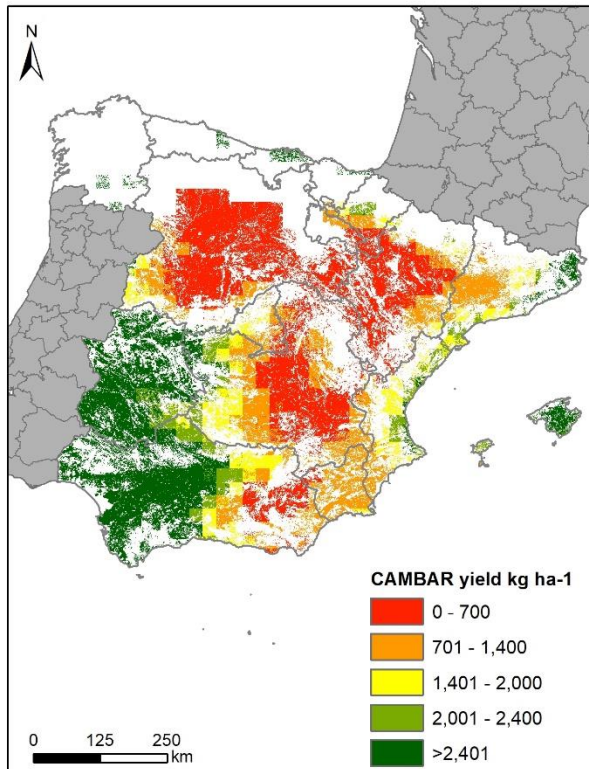 N
CAMBAR yield kg ha-1
0 - 700
701 - 1,400
1,401 - 2,000
2,001 - 2,400
>2,401
0 125 250
km